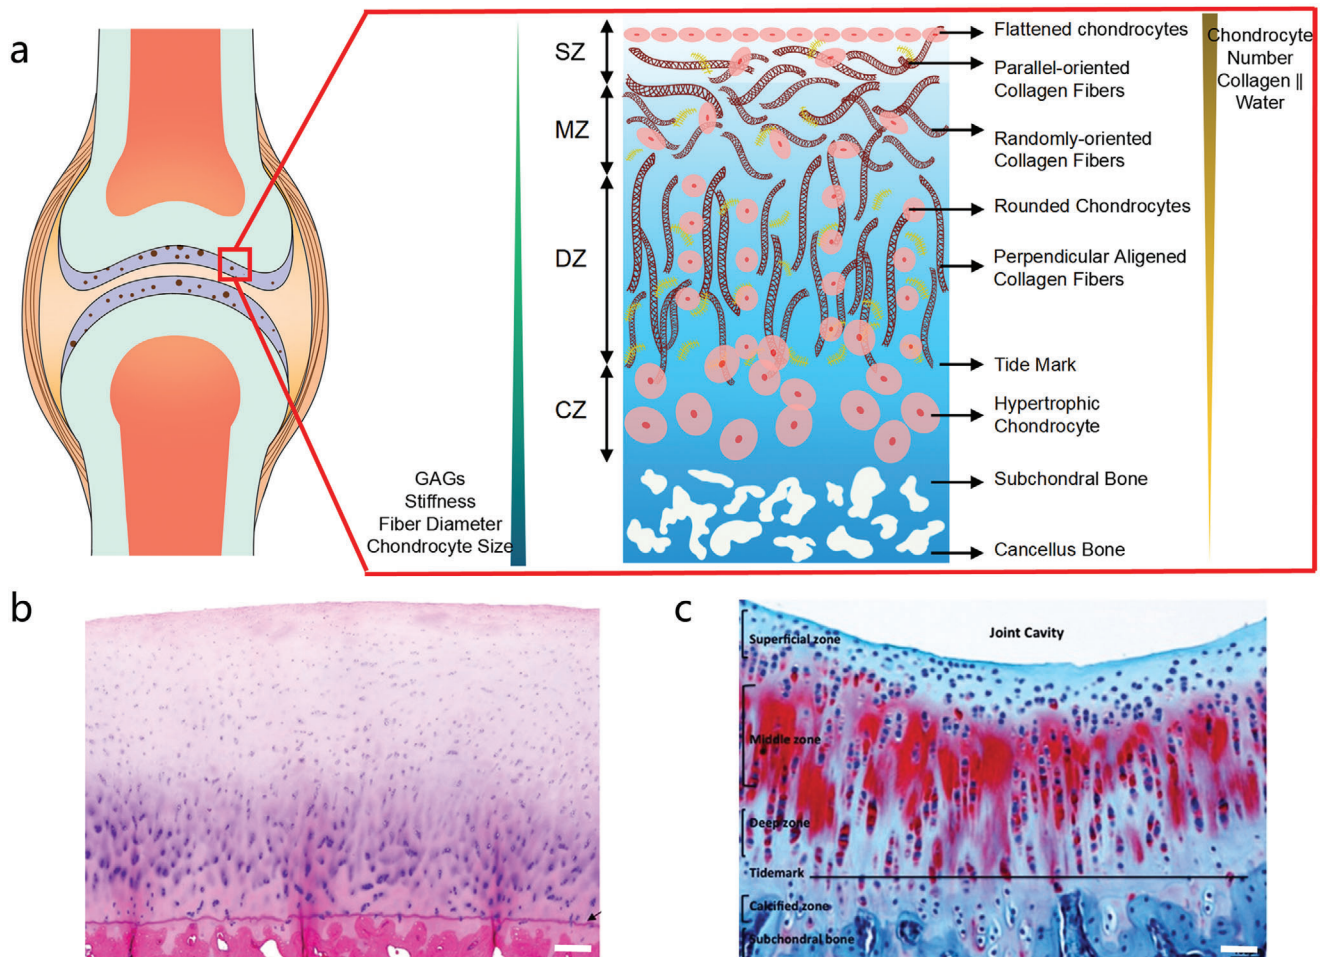 a
SZ
MZ
DZ
CZ
GAGs
Stiffness
Fiber Diameter
Chondrocyte Size
Flattened chondrocytes
Parallel-oriented
Collagen Fibers
Randomly-oriented
Collagen Fibers
Rounded Chondrocytes
Perpendicular Aligened
Collagen Fibers
Tide Mark
Hypertrophic
Chondrocyte
Subchondral Bone
Cancellus Bone
Chondrocyte
Number
Collagen ||
Water
b
c
Joint Cavity
Superficial zone
Middle zone
Deep zone
Tidemark
Calcified zone
Subchondral bone